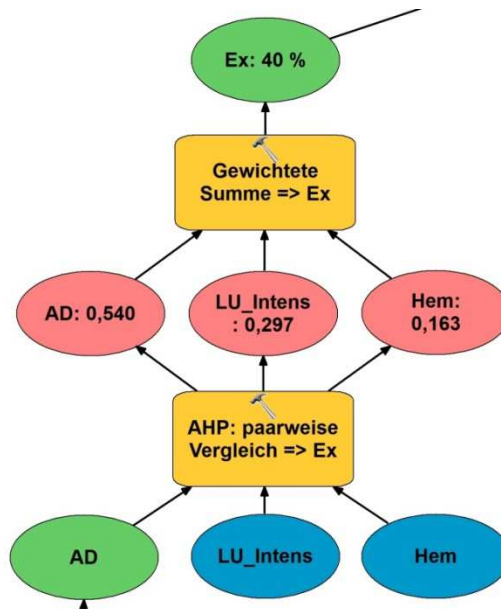 Ex: 40 %
Gewichtete
Summe => Ex
AD: 0,540
LU_Intens
: 0,297
Hem:
0,163
AHP: paarweise
Vergleich => Ex
AD
LU_Intens
Hem